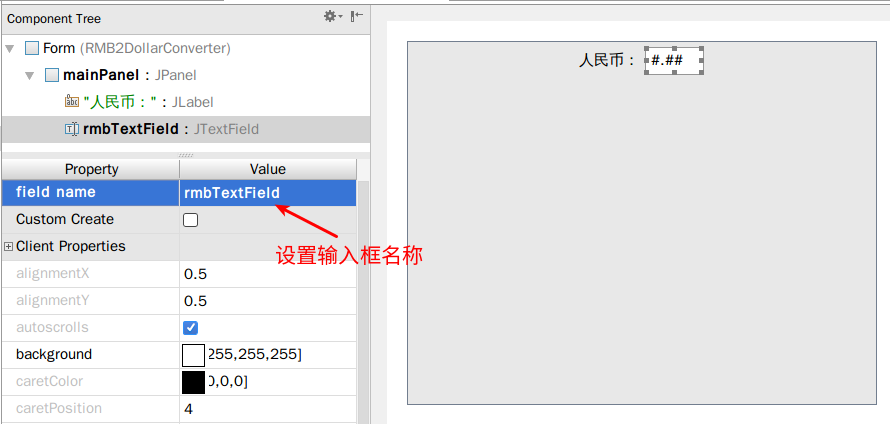 Component Tree
Form (RMB2DollarConverter)
mainPanel : JPanel
"人民币：" : JLabel
rmbTextField : JTextField
Property Value
field name rmbTextField
Custom Create
Client Properties
alignmentX 0.5
alignmentY 0.5
autoscrolls
background 255,255,255]
caretColor 0,0,0]
caretPosition 4
设置输入框名称
人民币： #.##